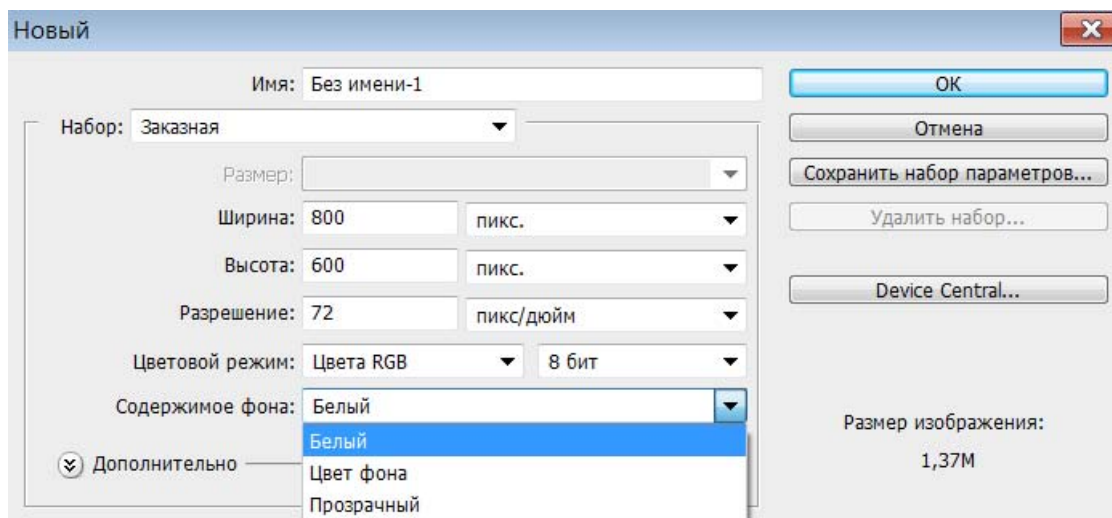 Новый
Имя: Без имени-1
ОК
Набор: Заказная
Отмена
Размер:
Сохранить набор параметров...
Ширина: 800 пикс.
Удалить набор...
Высота: 600 пикс.
Device Central...
Разрешение: 72 пикс/дюйм
Цветовой режим: Цвета RGB 8 бит
Содержимое фона: Белый
Размер изображения:
Белый
1,37M
Дополнительно
Цвет фона
Прозрачный